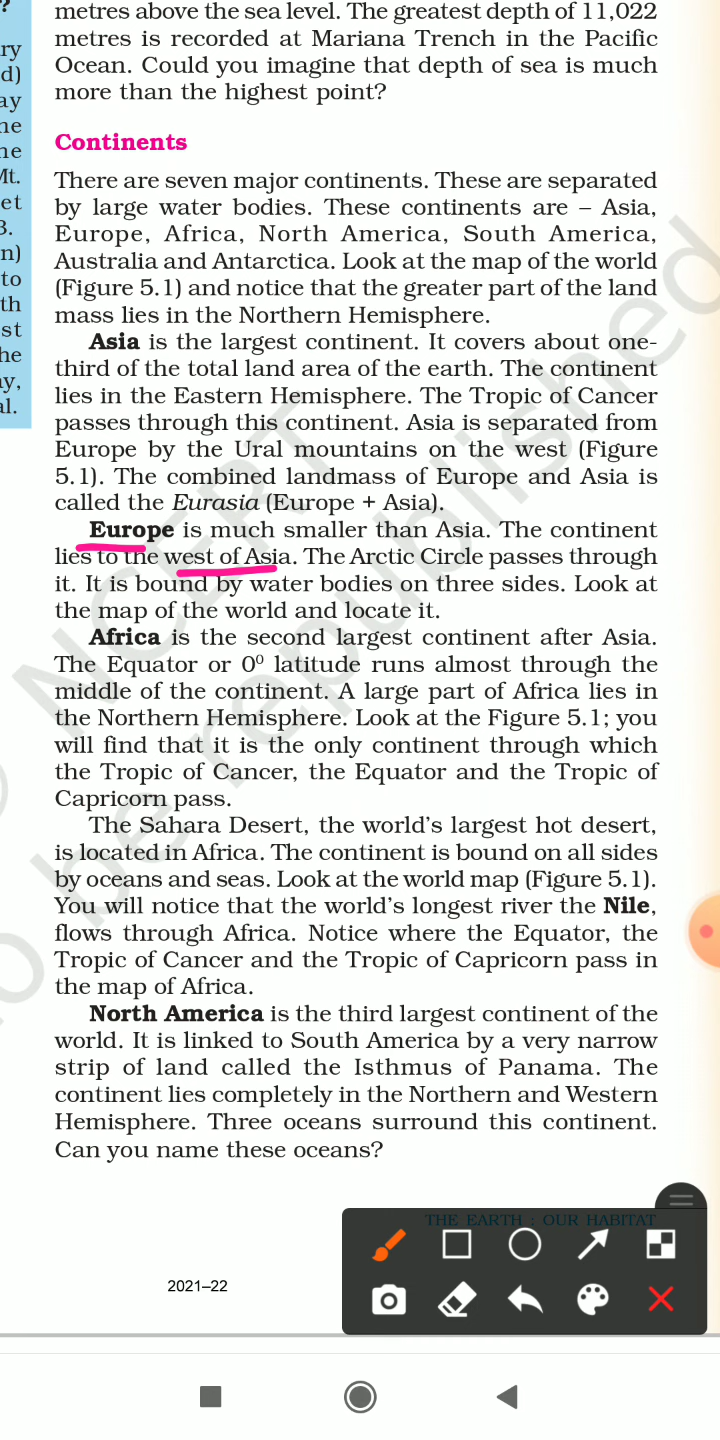 ?
ry
d)
ay
ne
he
Mt.
et
3.
n)
to
th
st
he
y,
al.
metres above the sea level. The greatest depth of 11,022
metres is recorded at Mariana Trench in the Pacific
Ocean. Could you imagine that depth of sea is much
more than the highest point?
Continents
There are seven major continents. These are separated
by large water bodies. These continents are – Asia,
Europe, Africa, North America, South America,
Australia and Antarctica. Look at the map of the world
(Figure 5.1) and notice that the greater part of the land
mass lies in the Northern Hemisphere.
Asia is the largest continent. It covers about one-
third of the total land area of the earth. The continent
lies in the Eastern Hemisphere. The Tropic of Cancer
passes through this continent. Asia is separated from
Europe by the Ural mountains on the west (Figure
5.1). The combined landmass of Europe and Asia is
called the Eurasia (Europe + Asia).
Europe is much smaller than Asia. The continent
lies to the west of Asia. The Arctic Circle passes through
it. It is bound by water bodies on three sides. Look at
the map of the world and locate it.
Africa is the second largest continent after Asia.
The Equator or 0⁰ latitude runs almost through the
middle of the continent. A large part of Africa lies in
the Northern Hemisphere. Look at the Figure 5.1; you
will find that it is the only continent through which
the Tropic of Cancer, the Equator and the Tropic of
Capricorn pass.
The Sahara Desert, the world's largest hot desert,
is located in Africa. The continent is bound on all sides
by oceans and seas. Look at the world map (Figure 5.1).
You will notice that the world's longest river the Nile,
flows through Africa. Notice where the Equator, the
Tropic of Cancer and the Tropic of Capricorn pass in
the map of Africa.
North America is the third largest continent of the
world. It is linked to South America by a very narrow
strip of land called the Isthmus of Panama. The
continent lies completely in the Northern and Western
Hemisphere. Three oceans surround this continent.
Can you name these oceans?
THE EARTH : OUR HABITAT
2021–22
© NCERT
o be republished